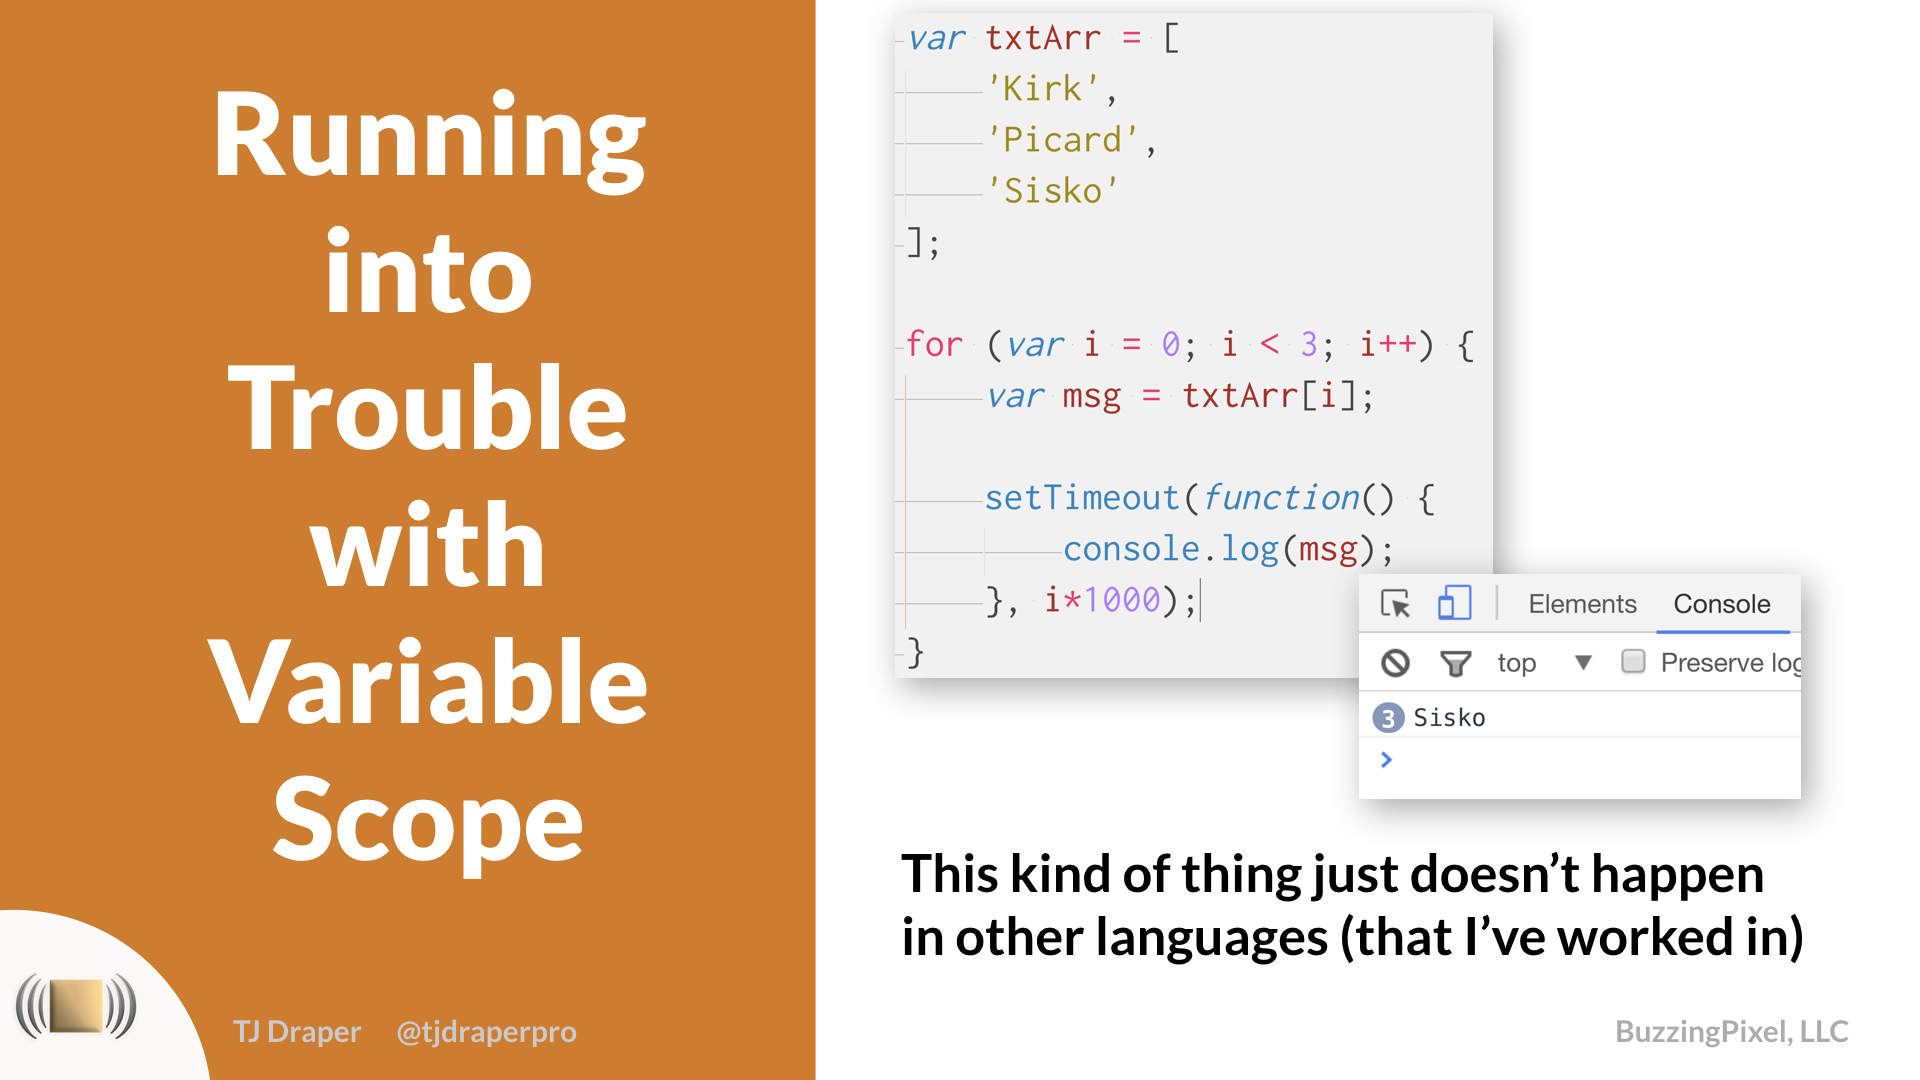 Running
into
Trouble
with
Variable
Scope
var txtArr = [
'Kirk',
'Picard',
'Sisko'
];
for (var i = 0; i < 3; i++) {
var msg = txtArr[i];
setTimeout(function() {
console.log(msg);
}, i*1000);
}
Elements Console
top Preserve log
3 Sisko
This kind of thing just doesn’t happen
in other languages (that I’ve worked in)
TJ Draper @tjdraperpro
BuzzingPixel, LLC